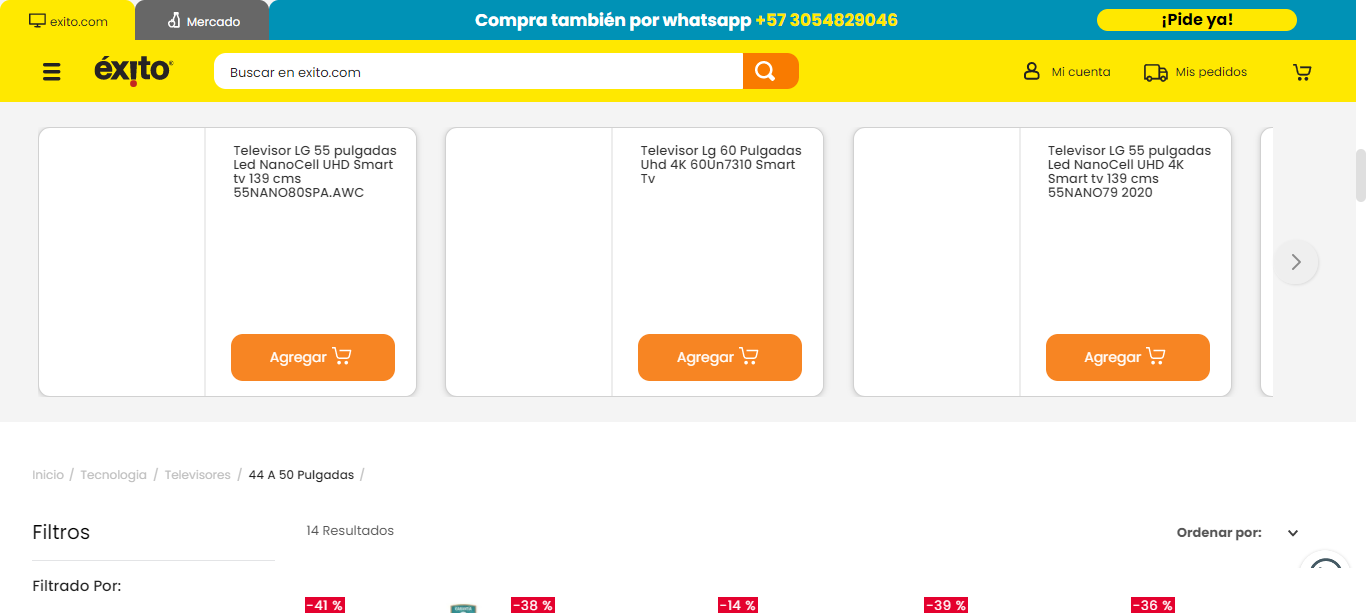 exito.com
Mercado
Compra también por whatsapp +57 3054829046
¡Pide ya!
éxito
Buscar en exito.com
Mi cuenta
Mis pedidos
Televisor LG 55 pulgadas
Led NanoCell UHD Smart
tv 139 cms
55NANO80SPA.AWC
Agregar
Televisor Lg 60 Pulgadas
Uhd 4K 60Un7310 Smart
Tv
Agregar
Televisor LG 55 pulgadas
Led NanoCell UHD 4K
Smart tv 139 cms
55NANO79 2020
Agregar
Inicio / Tecnología / Televisores / 44 A 50 Pulgadas /
Filtros
14 Resultados
Ordenar por:
Filtrado Por:
-41 %
-38 %
-14 %
-39 %
-36 %